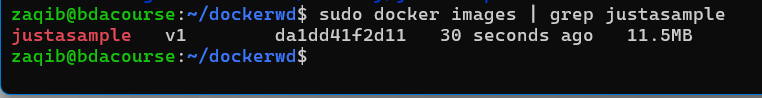 zaqib@bdacourse:~/dockerwd$ sudo docker images | grep justasample
justasample   v1        da1dd41f2d11   30 seconds ago   11.5MB
zaqib@bdacourse:~/dockerwd$